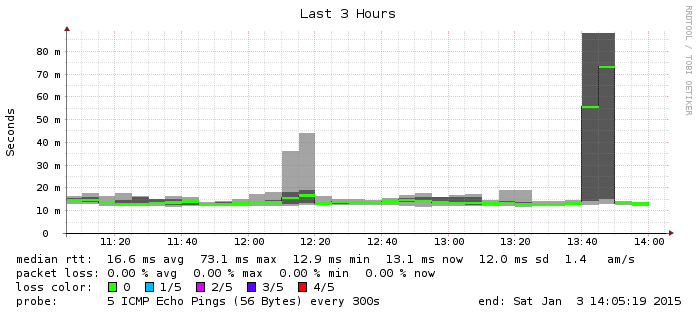 Last 3 Hours
RRDTOOL / TOBI OETIKER
Seconds
80 m
70 m
60 m
50 m
40 m
30 m
20 m
10 m
0
11:20 11:40 12:00 12:20 12:40 13:00 13:20 13:40 14:00
median rtt: 16.6 ms avg 73.1 ms max 12.9 ms min 13.1 ms now 12.0 ms sd 1.4 am/s
packet loss: 0.00 % avg 0.00 % max 0.00 % min 0.00 % now
loss color: 0 1/5 2/5 3/5 4/5
probe: 5 ICMP Echo Pings (56 Bytes) every 300s end: Sat Jan 3 14:05:19 2015